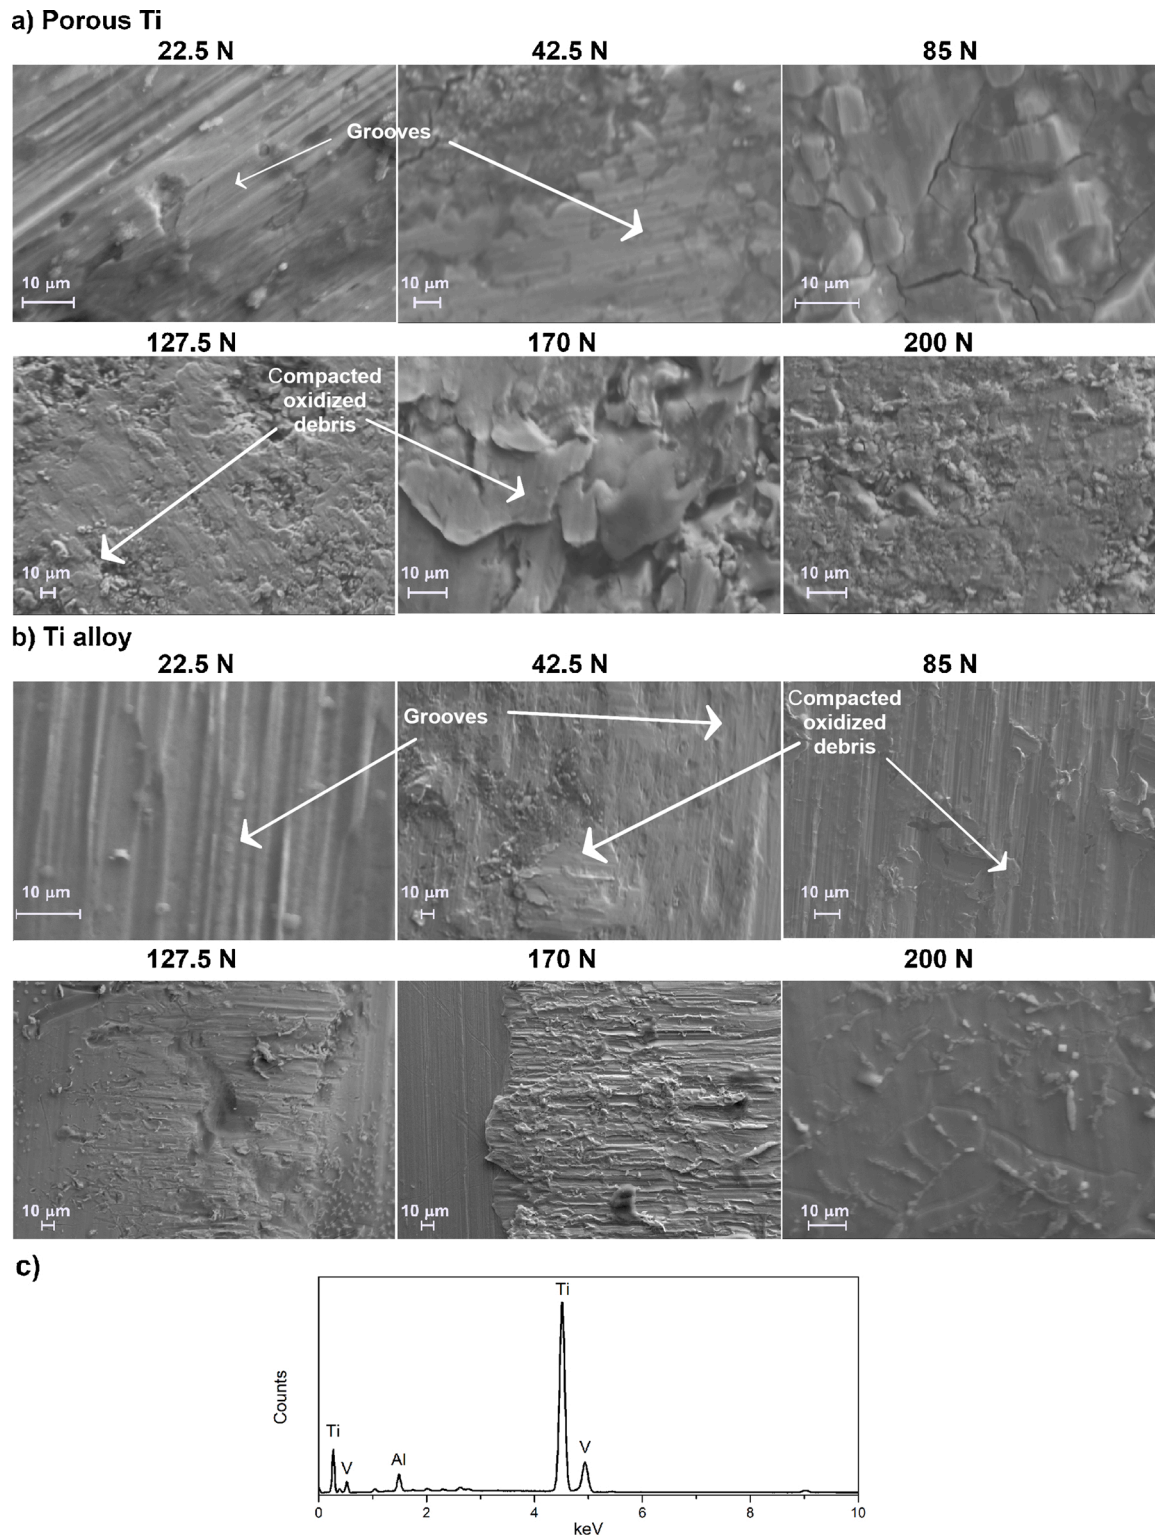 a) Porous Ti
22.5 N
42.5 N
85 N
Grooves
10 μm
10 μm
10 μm
127.5 N
170 N
200 N
Compacted
oxidized
debris
10 μm
10 μm
10 μm
b) Ti alloy
22.5 N
42.5 N
85 N
Grooves
Compacted
oxidized
debris
10 μm
10 μm
10 μm
127.5 N
170 N
200 N
10 μm
10 μm
10 μm
c)
Ti
Counts
Ti
V
Al
V
0
2
4
6
8
10
keV